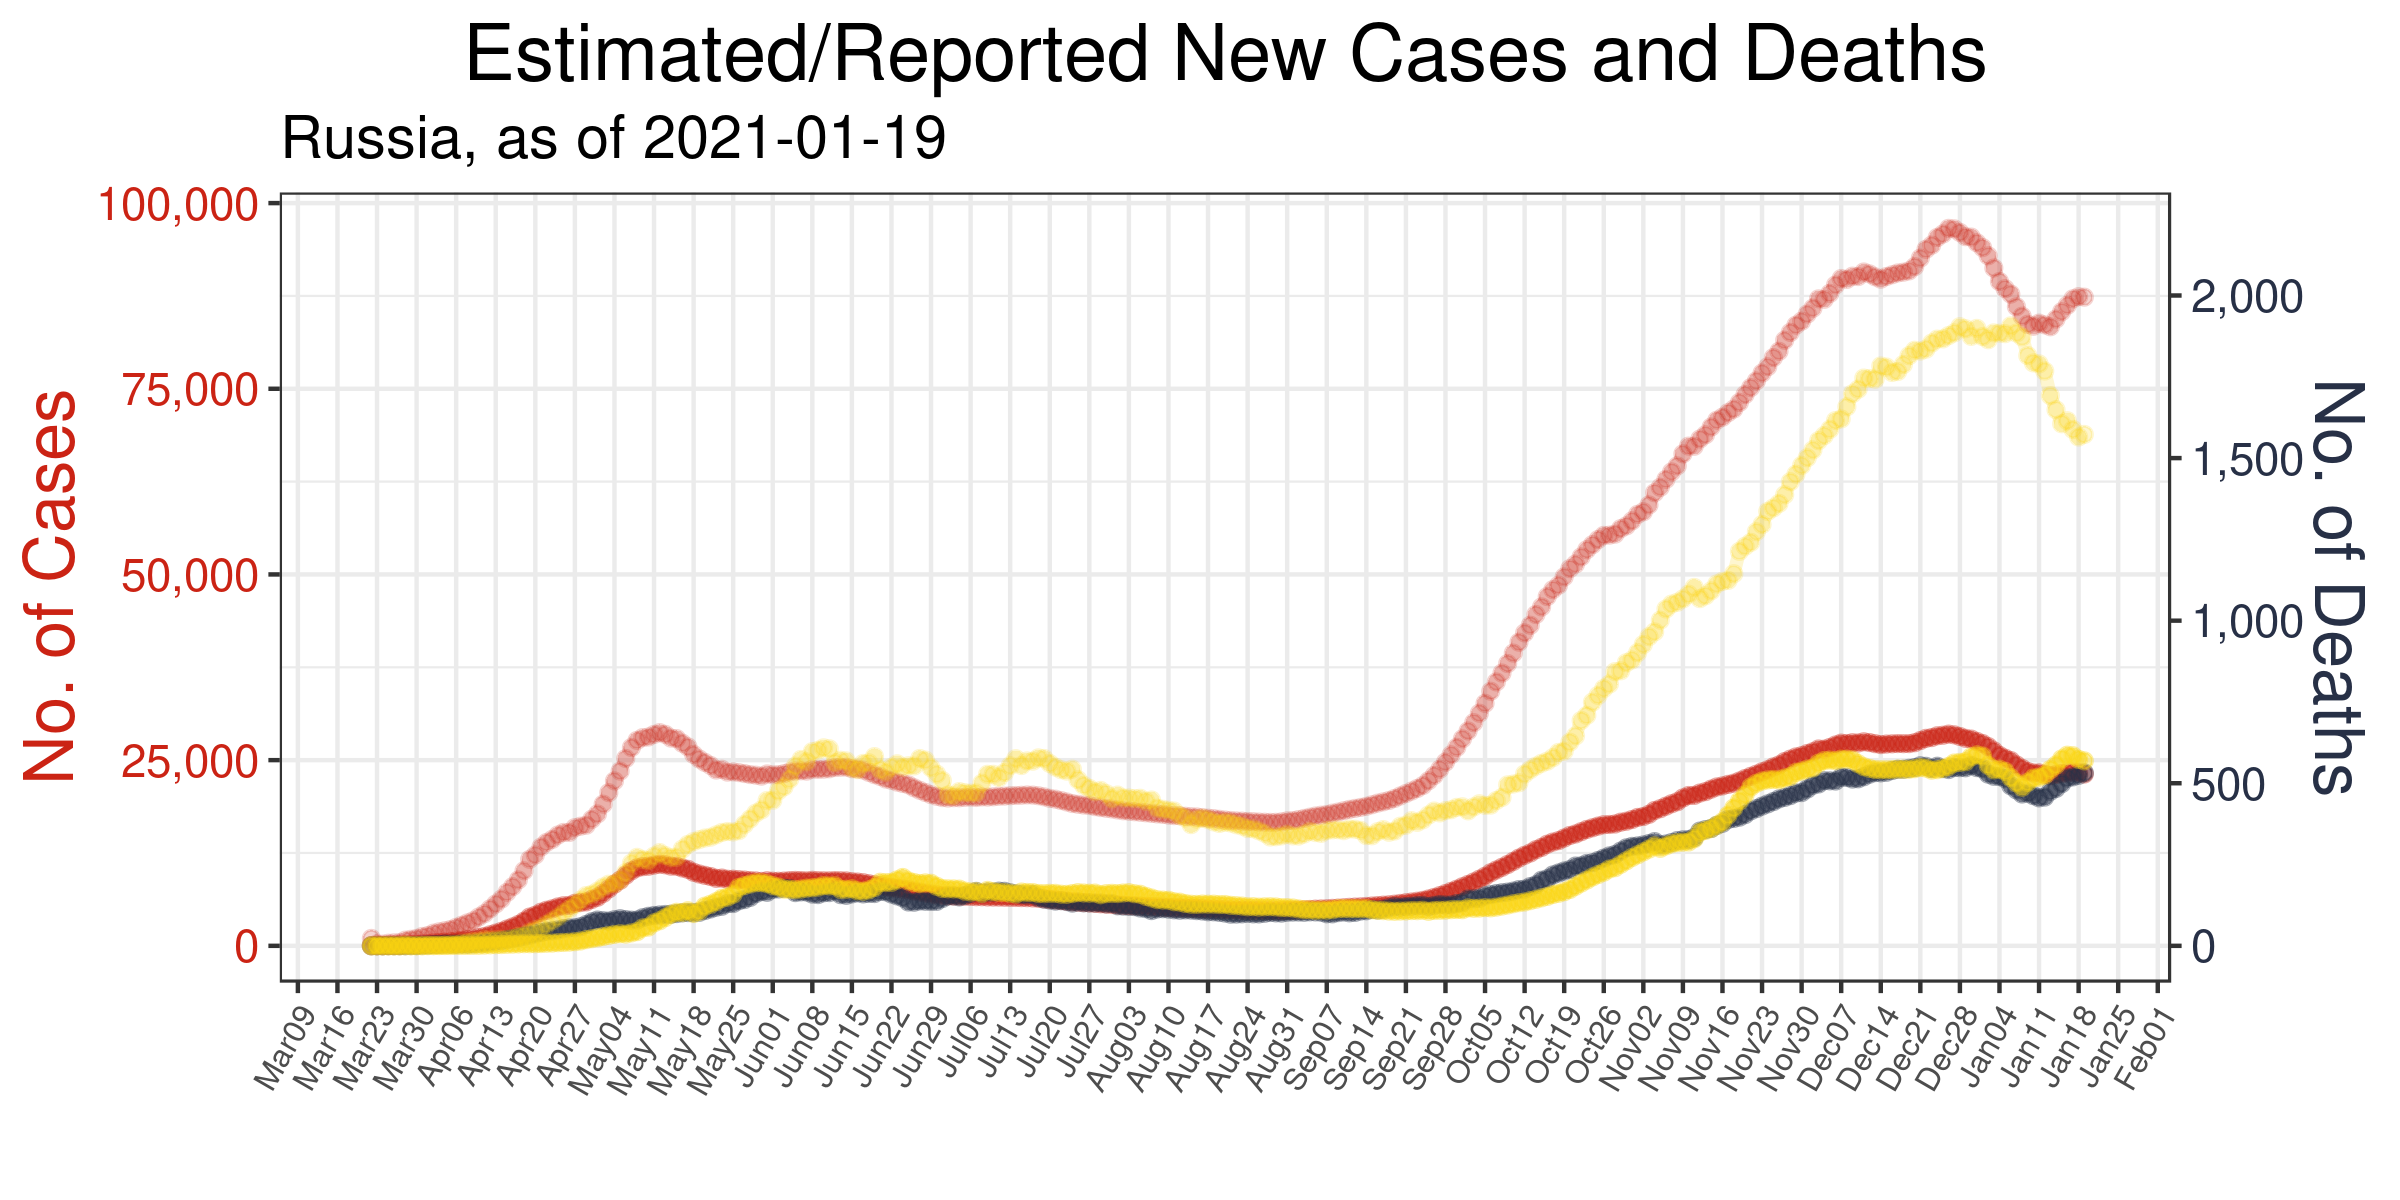 Estimated/Reported New Cases and Deaths
Russia, as of 2021-01-19
No. of Cases
100,000
75,000
50,000
25,000
0
No. of Deaths
2,000
1,500
1,000
500
0
Mar09 Mar16 Mar23 Mar30 Apr06 Apr13 Apr20 Apr27 May04 May11 May18 May25 Jun01 Jun08 Jun15 Jun22 Jun29 Jul06 Jul13 Jul20 Jul27 Aug03 Aug10 Aug17 Aug24 Aug31 Sep07 Sep14 Sep21 Sep28 Oct05 Oct12 Oct19 Oct26 Nov02 Nov09 Nov16 Nov23 Nov30 Dec07 Dec14 Dec21 Dec28 Jan04 Jan11 Jan18 Jan25 Feb01